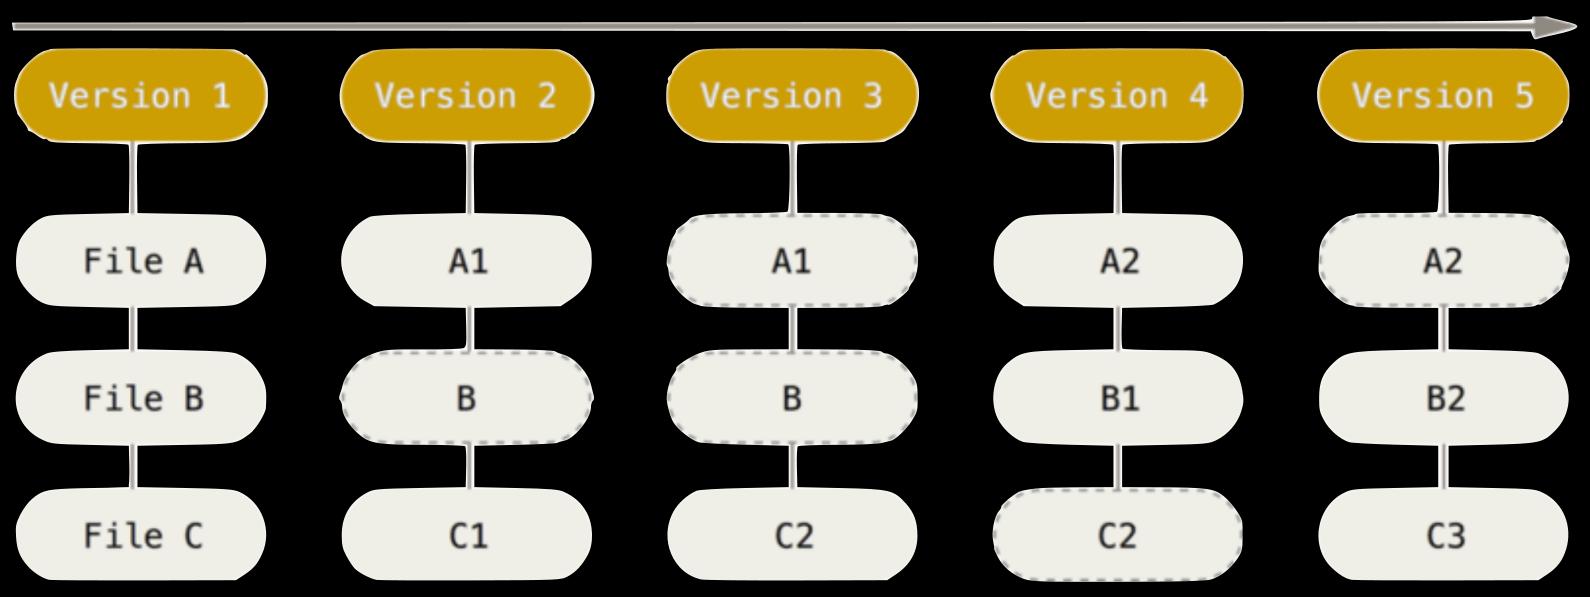 Version 1 Version 2 Version 3 Version 4 Version 5
File A A1 A1 A2 A2
File B B B B1 B2
File C C1 C2 C2 C3